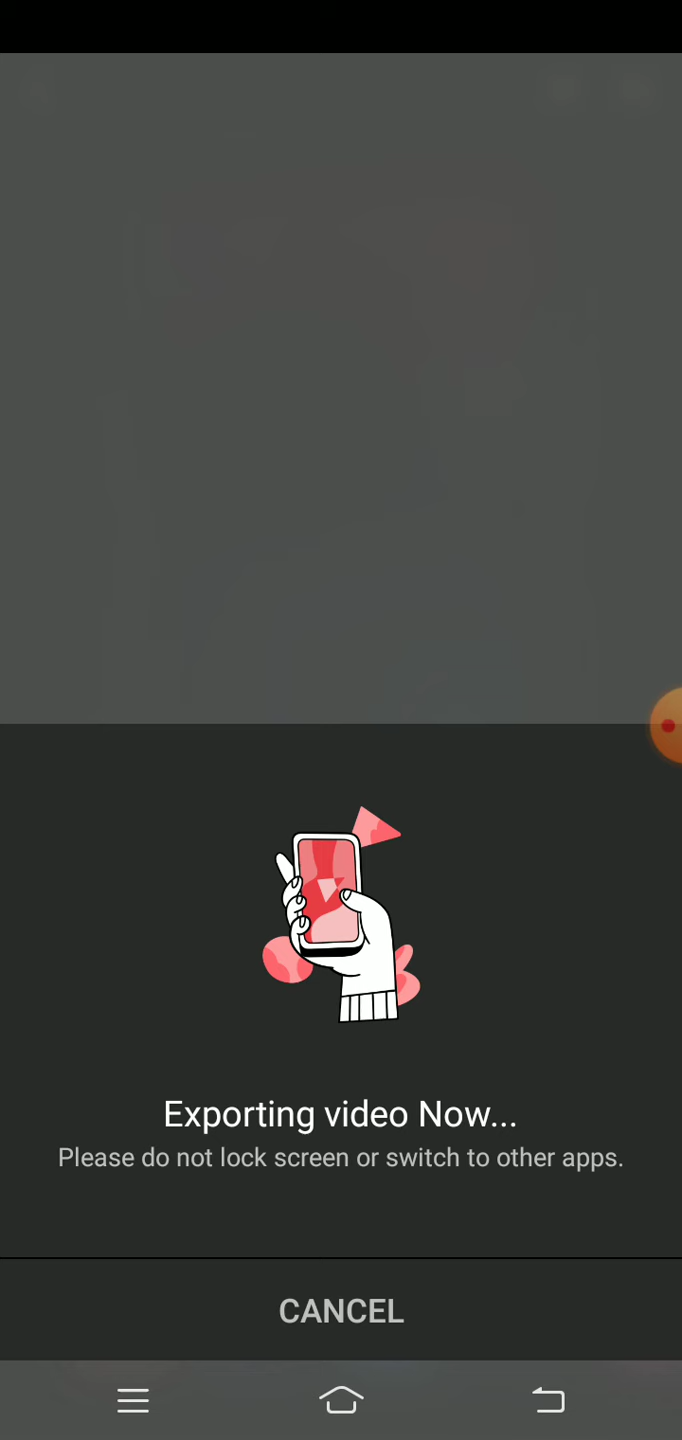 Exporting video Now...
Please do not lock screen or switch to other apps.
CANCEL